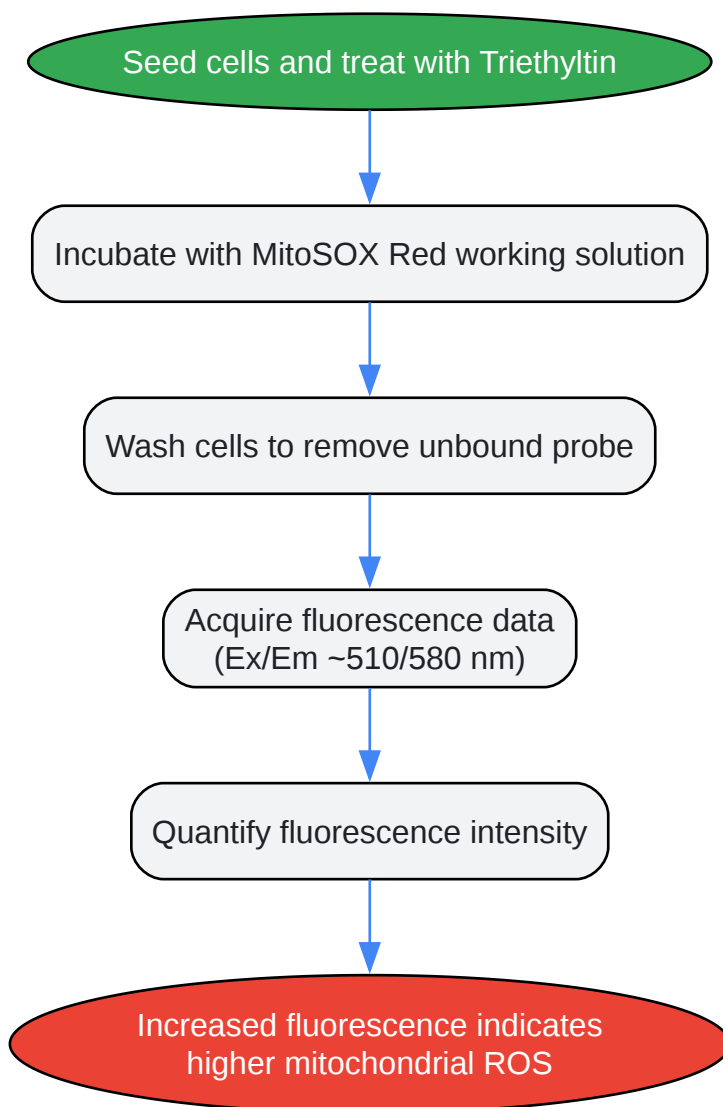 Seed cells and treat with Triethyltin
Incubate with MitoSOX Red working solution
Wash cells to remove unbound probe
Acquire fluorescence data
(Ex/Em ~510/580 nm)
Quantify fluorescence intensity
Increased fluorescence indicates
higher mitochondrial ROS